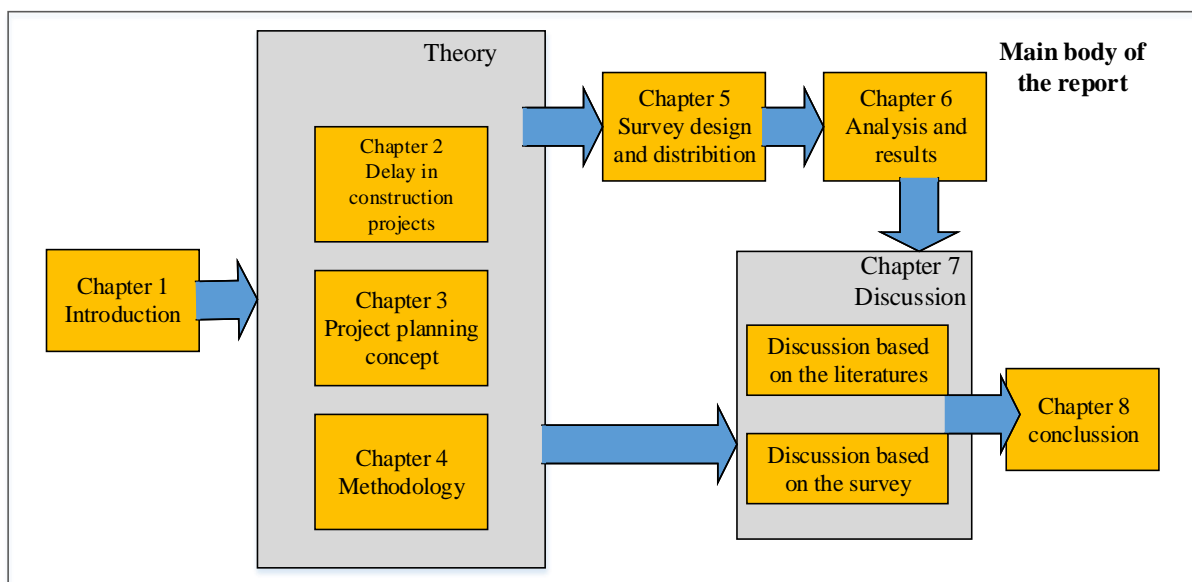 Main body of
the report
Chapter 1
Introduction
Theory
Chapter 2
Delay in
construction
projects
Chapter 3
Project planning
concept
Chapter 4
Methodology
Chapter 5
Survey design
and distribition
Chapter 6
Analysis and
results
Chapter 7
Discussion
Discussion based
on the literatures
Discussion based
on the survey
Chapter 8
conclussion